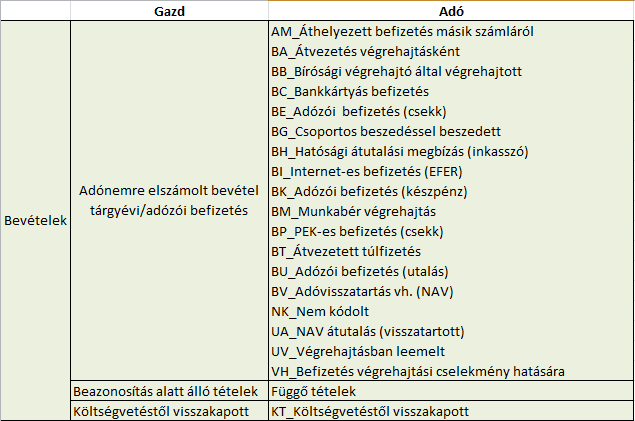 Gazd
Adó
Bevételek
Adónemre elszámolt bevétel
tárgyévi/adózói befizetés
AM_Áthelyezett befizetés másik számláról
BA_Átvezetés végrehajtásként
BB_Bírósági végrehajtó által végrehajtott
BC_Bankkártyás befizetés
BE_Adózói  befizetés (csekk)
BG_Csoportos beszedéssel beszedett
BH_Hatósági átutalási megbízás (inkasszó)
BI_Internet-es befizetés (EFER)
BK_Adózói befizetés (készpénz)
BM_Munkabér végrehajtás
BP_PEK-es befizetés (csekk)
BT_Átvezetett túlfizetés
BU_Adózói befizetés (utalás)
BV_Adóvisszatartás vh. (NAV)
NK_Nem kódolt
UA_NAV átutalás (visszatartott)
UV_Végrehajtásban leemelt
VH_Befizetés végrehajtási cselekmény hatására
Beazonosítás alatt álló tételek
Függő tételek
Költségvetéstől visszakapott
KT_Költségvetéstől visszakapott